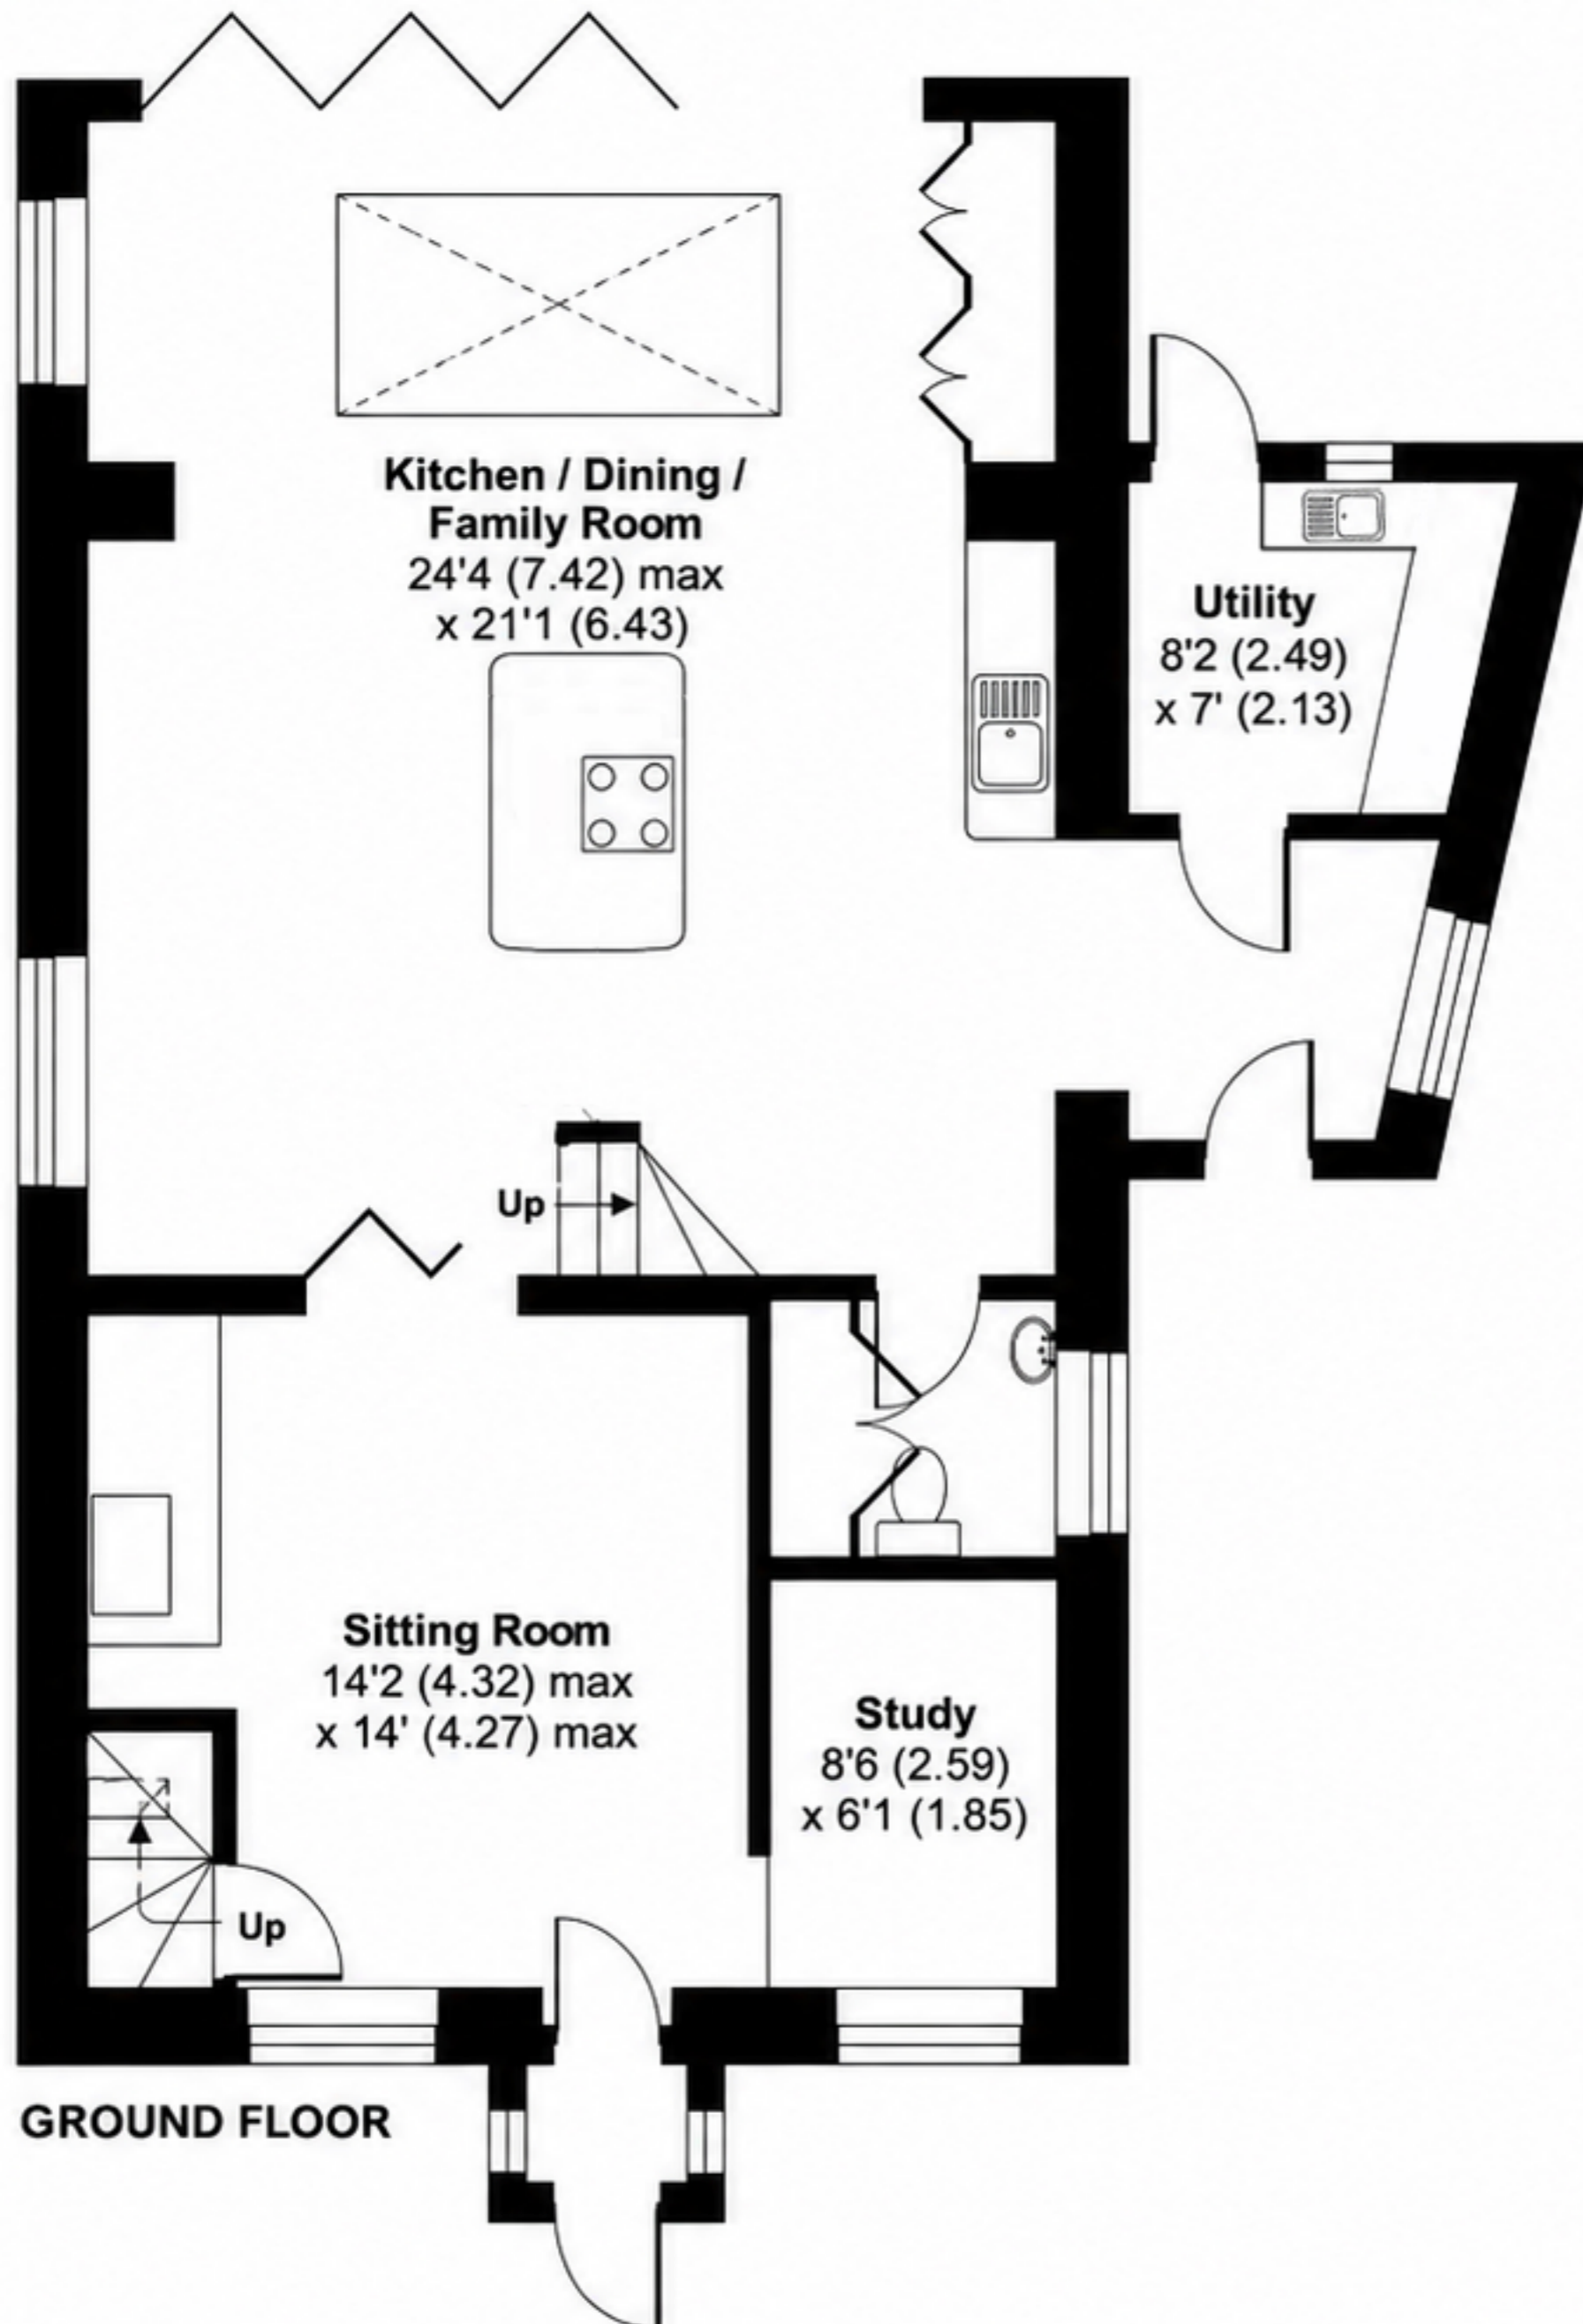 Kitchen / Dining /
Family Room
24'4 (7.42) max
x 21'1 (6.43)
Utility
8'2 (2.49)
x 7' (2.13)
Up
Sitting Room
14'2 (4.32) max
x 14' (4.27) max
Study
8'6 (2.59)
x 6'1 (1.85)
Up
GROUND FLOOR